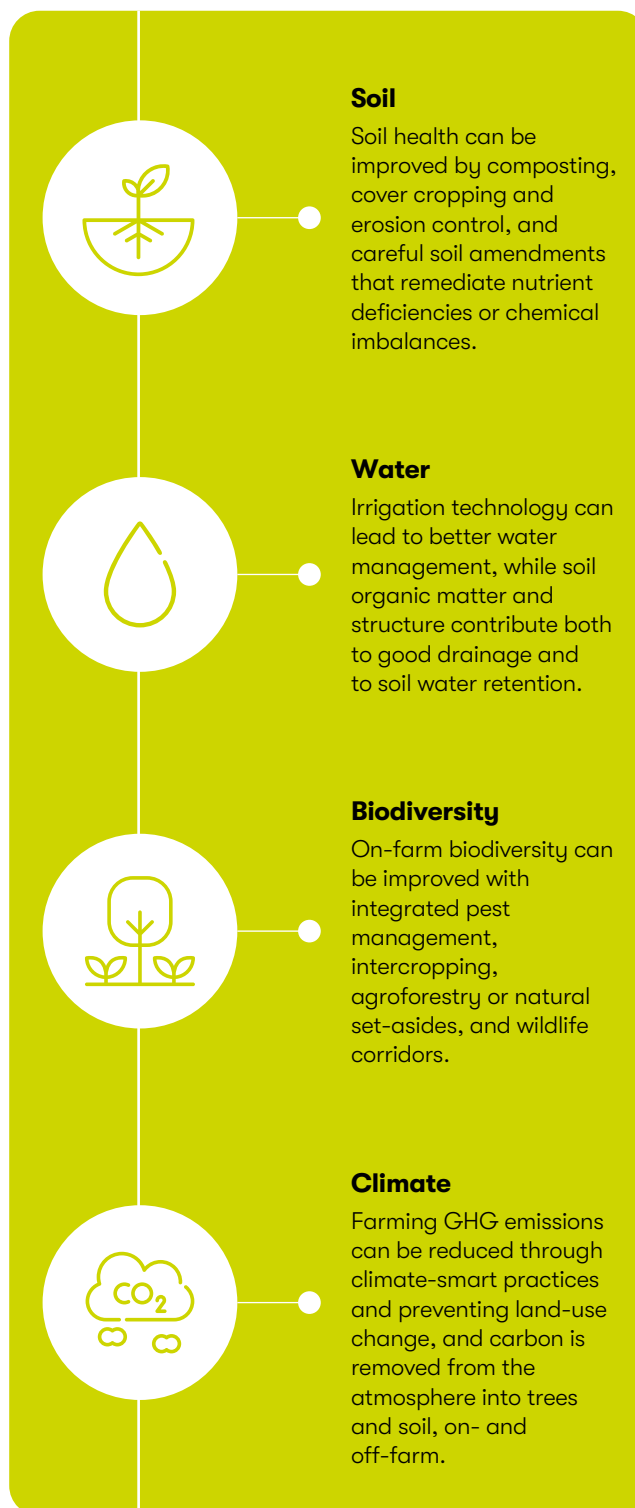 Soil
Soil health can be
improved by composting,
cover cropping and
erosion control, and
careful soil amendments
that remediate nutrient
deficiencies or chemical
imbalances.
Water
Irrigation technology can
lead to better water
management, while soil
organic matter and
structure contribute both
to good drainage and
to soil water retention.
Biodiversity
On-farm biodiversity can
be improved with
integrated pest
management,
intercropping,
agroforestry or natural
set-asides, and wildlife
corridors.
CO₂
Climate
Farming GHG emissions
can be reduced through
climate-smart practices
and preventing land-use
change, and carbon is
removed from the
atmosphere into trees
and soil, on- and
off-farm.